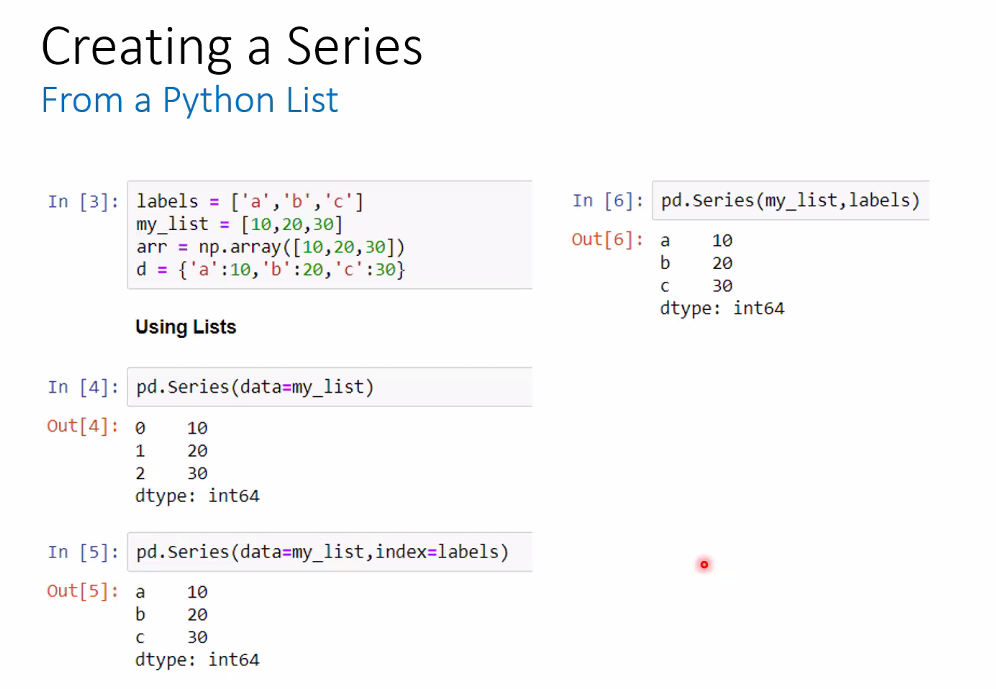 Creating a Series
From a Python List
In [3]: labels = ['a','b','c']
my_list = [10,20,30]
arr = np.array([10,20,30])
d = {'a':10,'b':20,'c':30}
Using Lists
In [4]: pd.Series(data=my_list)
Out[4]: 0    10
1    20
2    30
dtype: int64
In [5]: pd.Series(data=my_list,index=labels)
Out[5]: a    10
b    20
c    30
dtype: int64
In [6]: pd.Series(my_list,labels)
Out[6]: a    10
b    20
c    30
dtype: int64